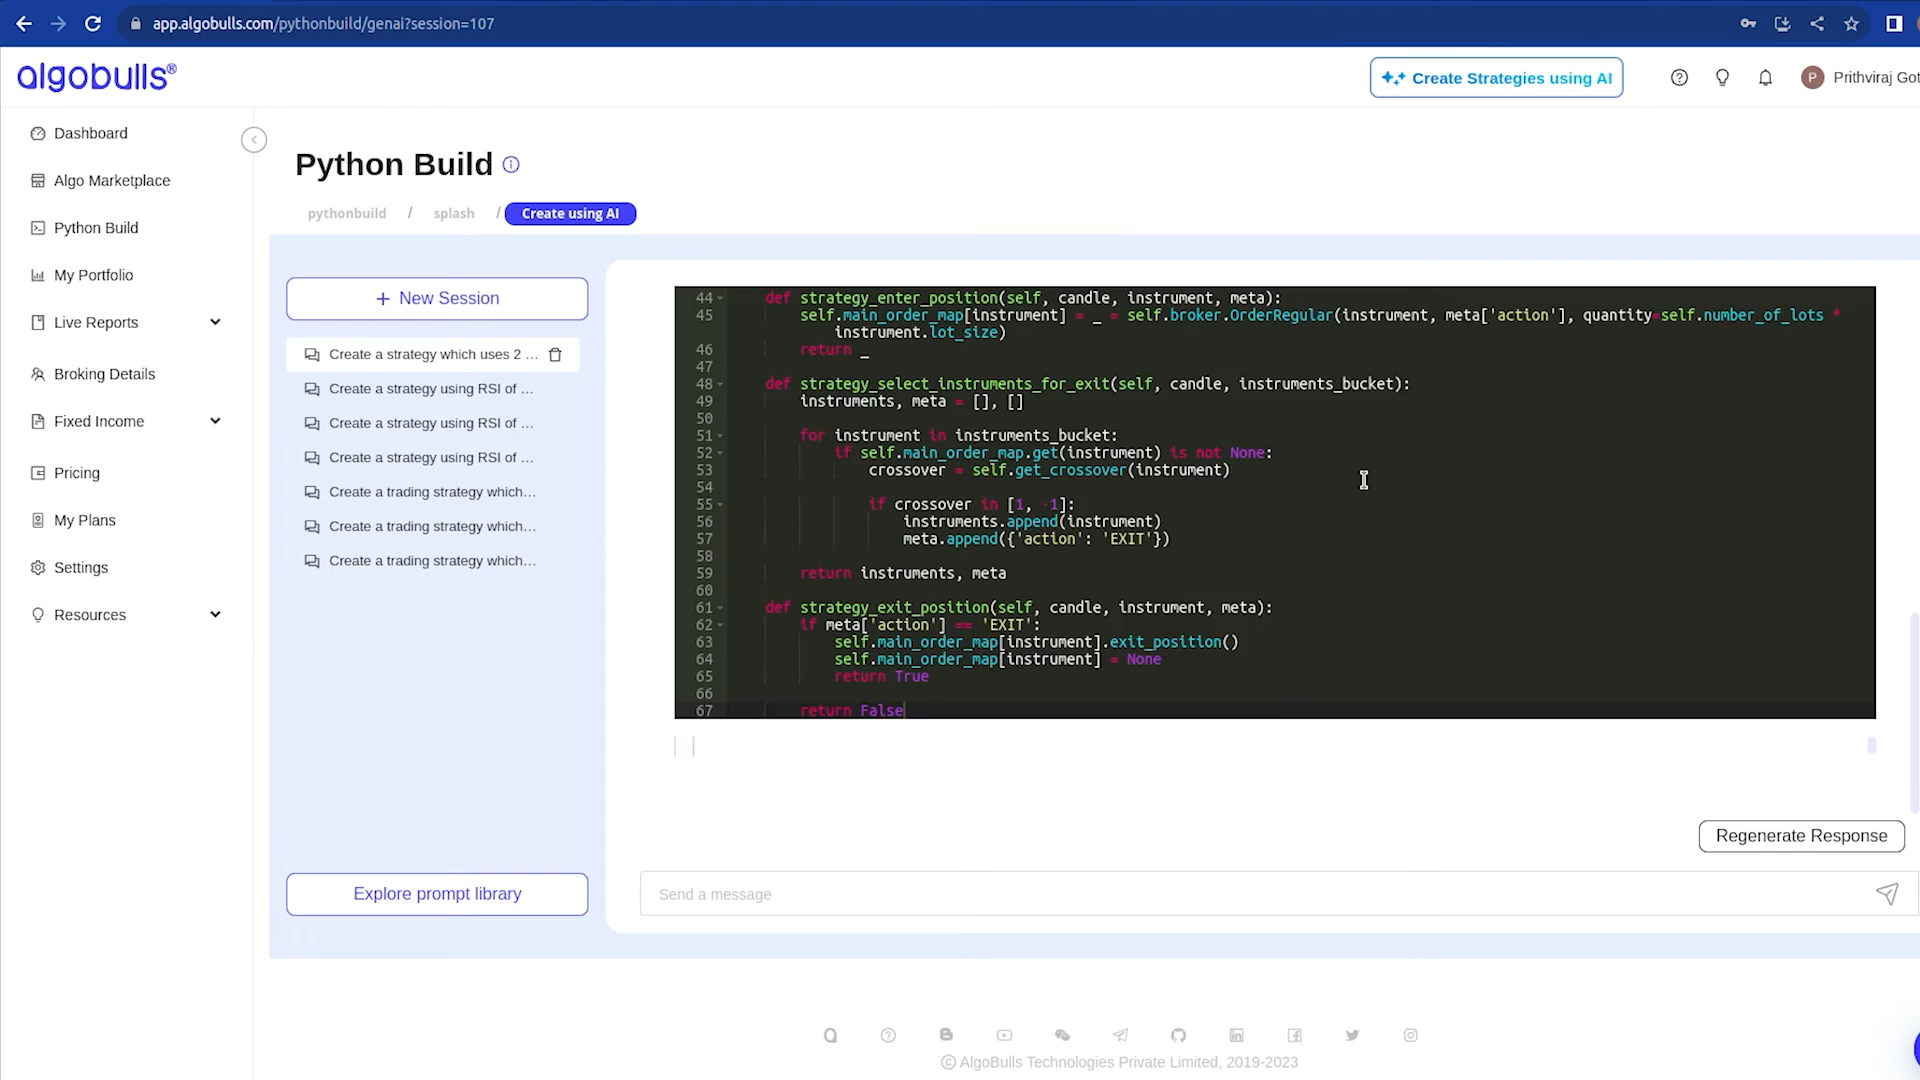 app.algobulls.com/pythonbuild/genai?session=107
algobulls®
Create Strategies using AI
P
Prithviraj Got
Dashboard
Algo Marketplace
Python Build
My Portfolio
Live Reports
Broking Details
Fixed Income
Pricing
My Plans
Settings
Resources
Python Build
pythonbuild / splash / Create using AI
+ New Session
Create a strategy which uses 2 ...
Create a strategy using RSI of ...
Create a strategy using RSI of ...
Create a strategy using RSI of ...
Create a trading strategy which...
Create a trading strategy which...
Create a trading strategy which...
Explore prompt library
44 def strategy_enter_position(self, candle, instrument, meta):
45 self.main_order_map[instrument] = _ = self.broker.OrderRegular(instrument, meta['action'], quantity=self.number_of_lots *
instrument.lot_size)
46 return _
47
48 def strategy_select_instruments_for_exit(self, candle, instruments_bucket):
49 instruments, meta = [], []
50
51 for instrument in instruments_bucket:
52 if self.main_order_map.get(instrument) is not None:
53 crossover = self.get_crossover(instrument)
54
55 if crossover in [1, -1]:
56 instruments.append(instrument)
57 meta.append({'action': 'EXIT'})
58
59 return instruments, meta
60
61 def strategy_exit_position(self, candle, instrument, meta):
62 if meta['action'] == 'EXIT':
63 self.main_order_map[instrument].exit_position()
64 self.main_order_map[instrument] = None
65 return True
66
67 return False
Regenerate Response
Send a message
© AlgoBulls Technologies Private Limited, 2019-2023